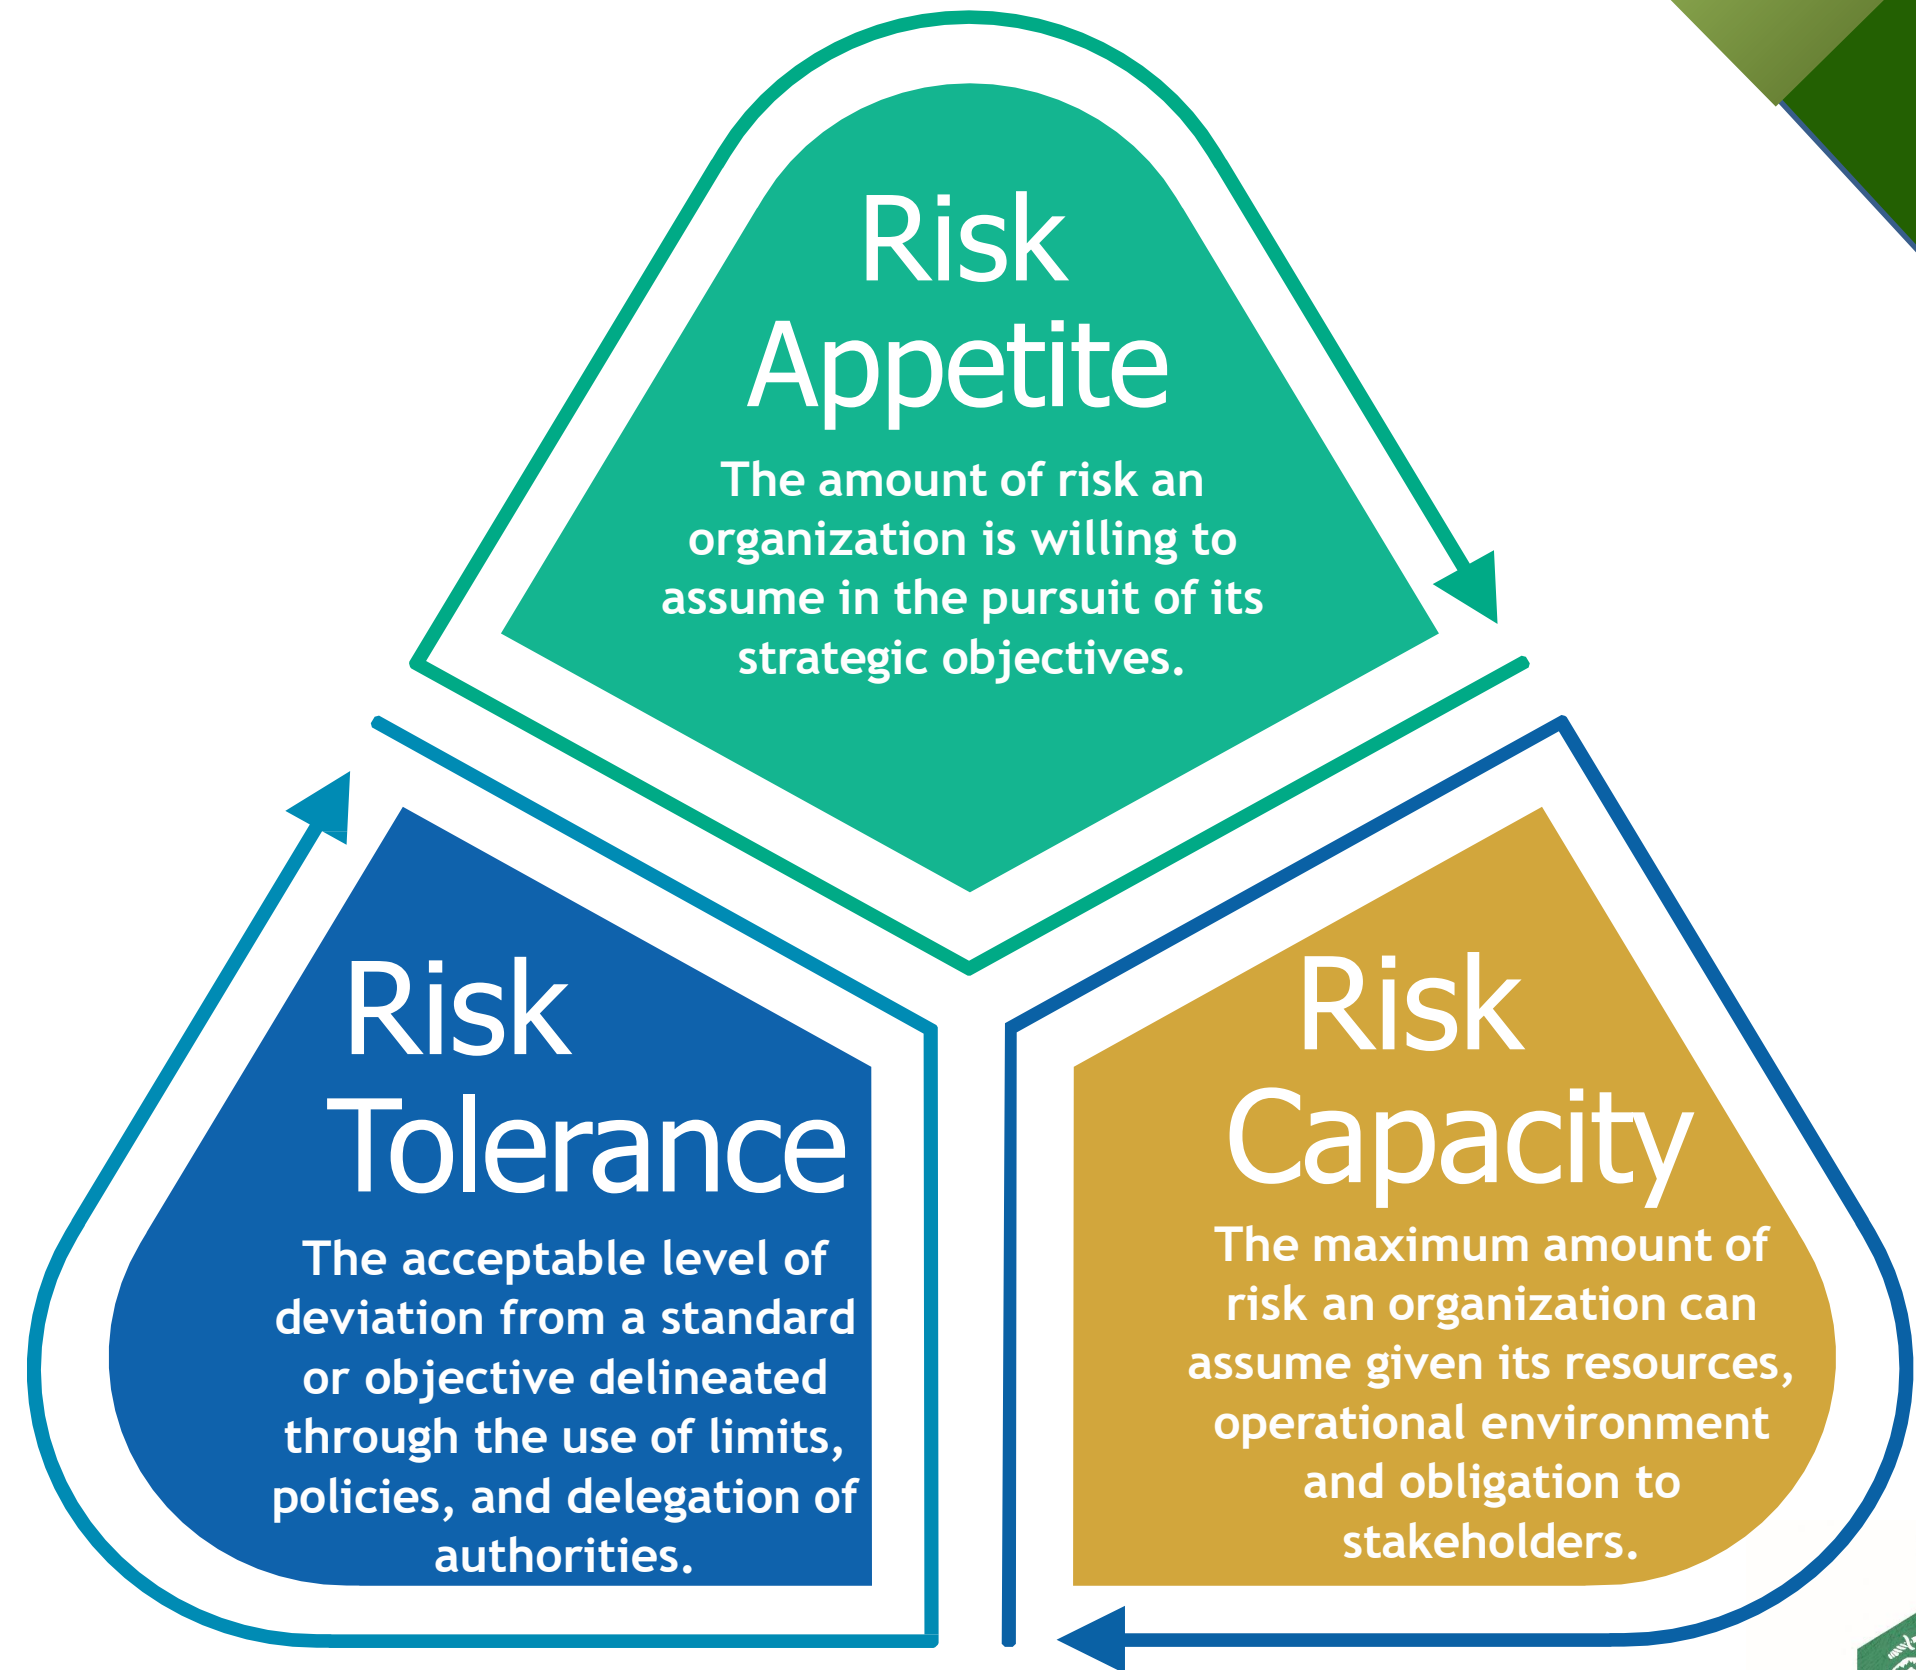 Risk
Appetite
The amount of risk an
organization is willing to
assume in the pursuit of its
strategic objectives.
Risk
Tolerance
The acceptable level of
deviation from a standard
or objective delineated
through the use of limits,
policies, and delegation of
authorities.
Risk
Capacity
The maximum amount of
risk an organization can
assume given its resources,
operational environment
and obligation to
stakeholders.